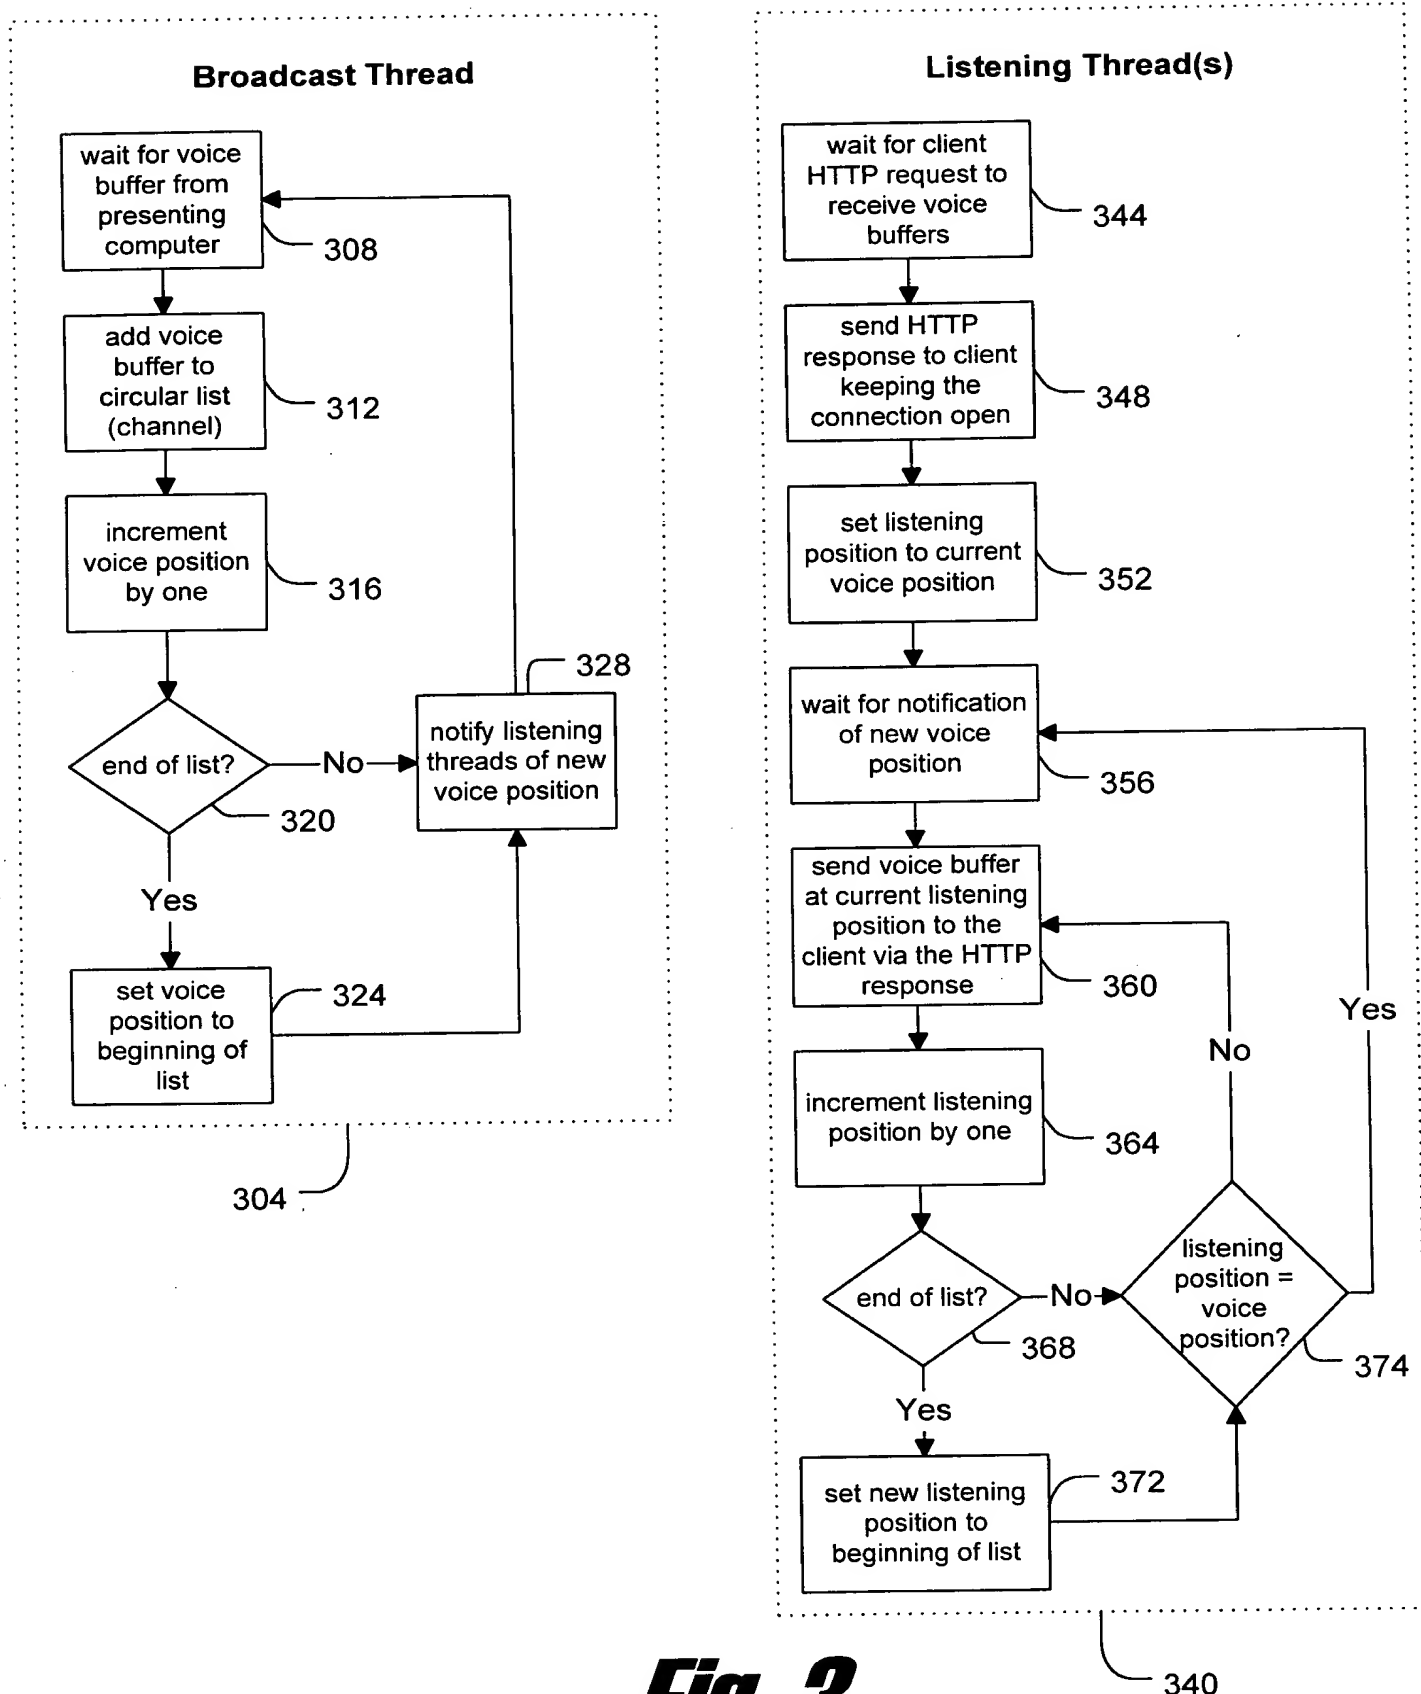 Broadcast Thread
wait for voice
buffer from
presenting
computer
308
add voice
buffer to
circular list
(channel)
312
increment
voice position
by one
316
end of list?
320
No
328
notify listening
threads of new
voice position
Yes
set voice
position to
beginning of
list
324
304
Listening Thread(s)
wait for client
HTTP request to
receive voice
buffers
344
send HTTP
response to client
keeping the
connection open
348
set listening
position to current
voice position
352
wait for notification
of new voice
position
356
send voice buffer
at current listening
position to the
client via the HTTP
response
360
increment listening
position by one
364
end of list?
368
No
listening
position =
voice
position?
374
No
Yes
Yes
set new listening
position to
beginning of list
372
340